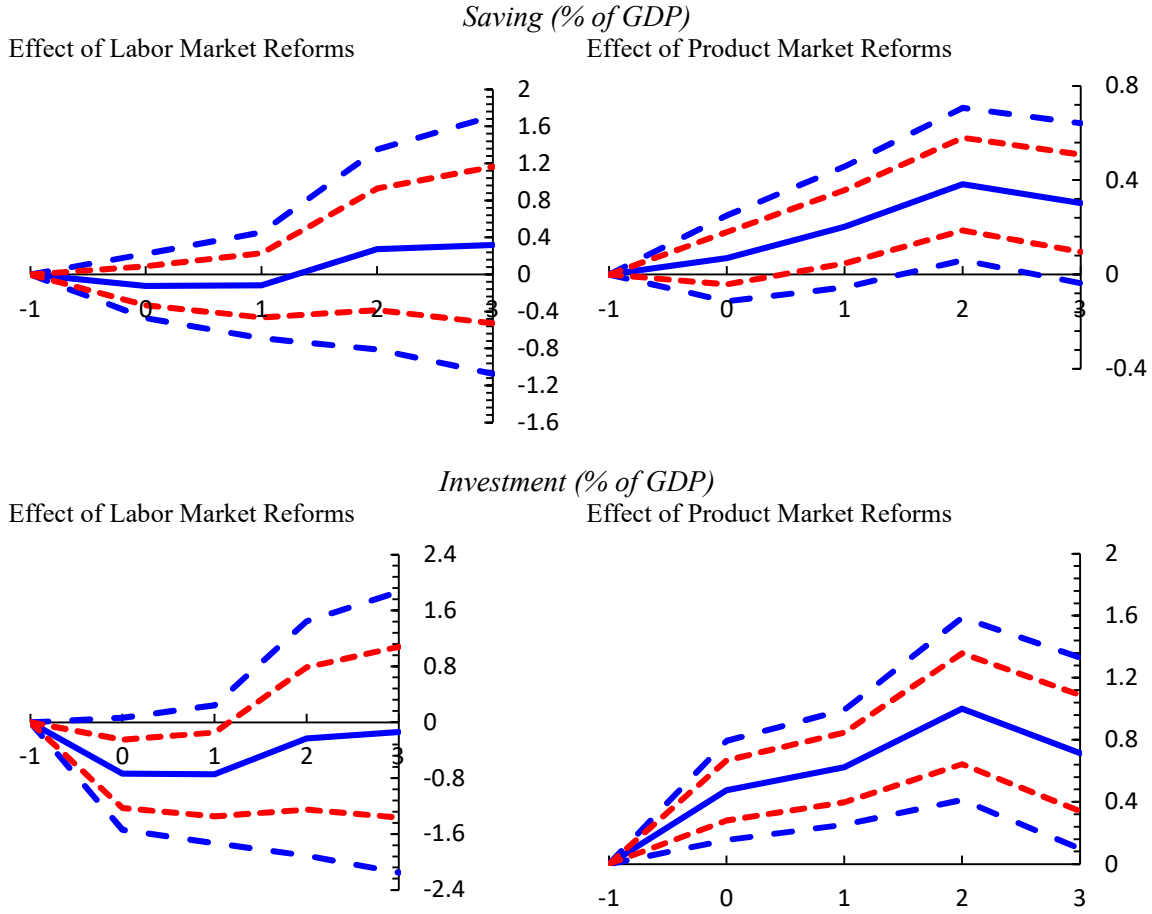 Saving (% of GDP)
Effect of Labor Market Reforms
Effect of Product Market Reforms
2
1.6
1.2
0.8
0.4
0
-0.4
-0.8
-1.2
-1.6
-1 0 1 2 3
0.8
0.4
0
-0.4
-1 0 1 2 3
Investment (% of GDP)
Effect of Labor Market Reforms
Effect of Product Market Reforms
2.4
1.6
0.8
0
-0.8
-1.6
-2.4
-1 0 1 2 3
2
1.6
1.2
0.8
0.4
0
-1 0 1 2 3